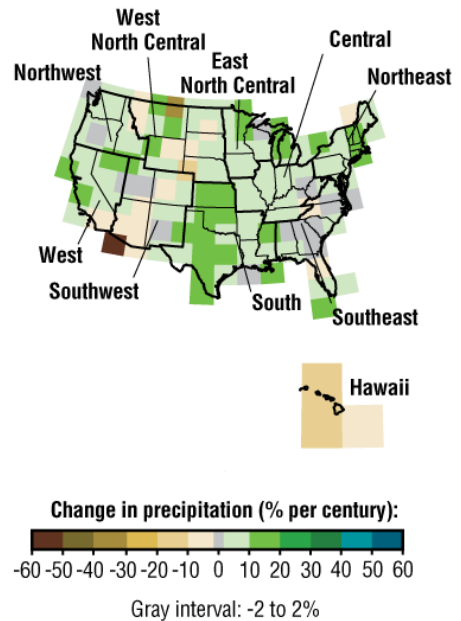 West
North Central
Central
East
North Central
Northwest
Northeast
West
Southwest
South
Southeast
Hawaii
Change in precipitation (% per century):
-60 -50 -40 -30 -20 -10 0 10 20 30 40 50 60
Gray interval: -2 to 2%